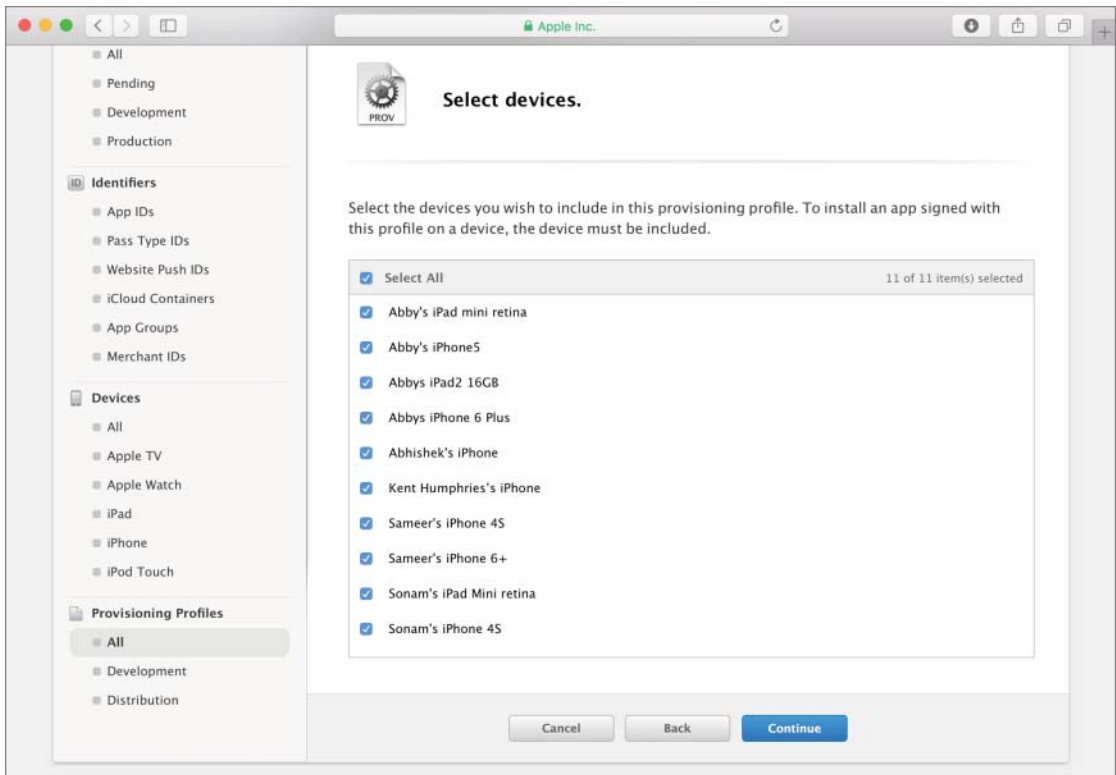 Apple Inc.
All
Pending
Development
Production
ID
Identifiers
App IDs
Pass Type IDs
Website Push IDs
iCloud Containers
App Groups
Merchant IDs
Devices
All
Apple TV
Apple Watch
iPad
iPhone
iPod Touch
Provisioning Profiles
All
Development
Distribution
PROV
Select devices.
Select the devices you wish to include in this provisioning profile. To install an app signed with
this profile on a device, the device must be included.
Select All
11 of 11 item(s) selected
Abby's iPad mini retina
Abby's iPhone5
Abbys iPad2 16GB
Abbys iPhone 6 Plus
Abhishek's iPhone
Kent Humphries's iPhone
Sameer's iPhone 4S
Sameer's iPhone 6+
Sonam's iPad Mini retina
Sonam's iPhone 4S
Cancel
Back
Continue